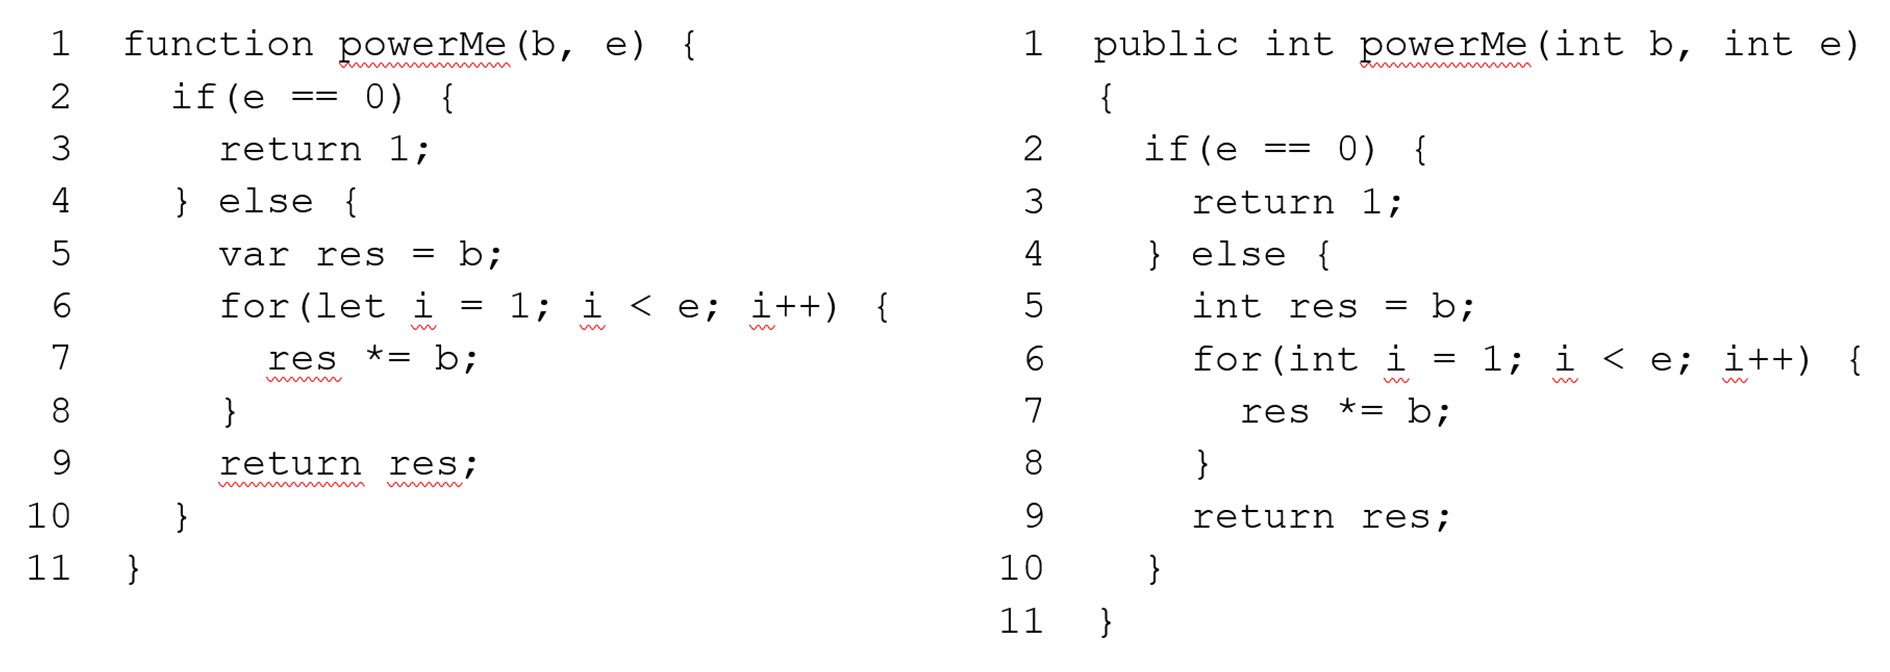 1 function powerMe(b, e) {
2 if(e == 0) {
3 return 1;
4 } else {
5 var res = b;
6 for(let i = 1; i < e; i++) {
7 res *= b;
8 }
9 return res;
10 }
11 }
1 public int powerMe(int b, int e)
{
2 if(e == 0) {
3 return 1;
4 } else {
5 int res = b;
6 for(int i = 1; i < e; i++) {
7 res *= b;
8 }
9 return res;
10 }
11 }